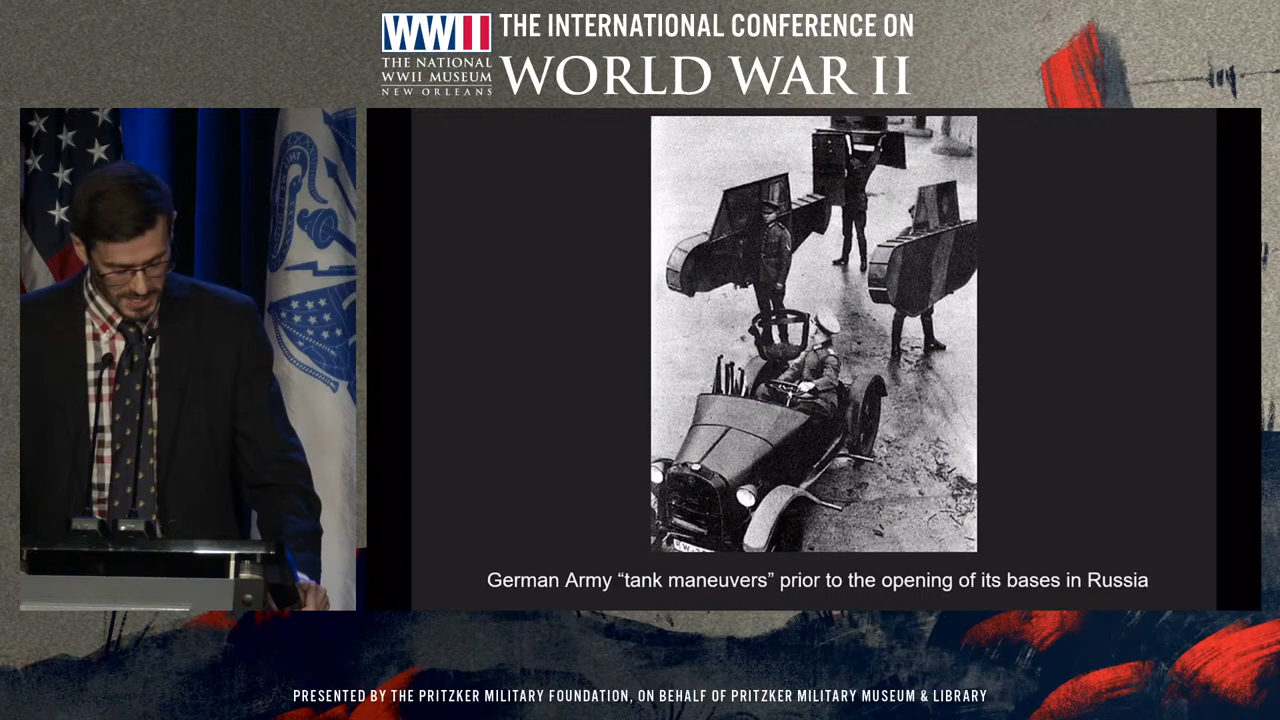 WWII
THE NATIONAL
WWII MUSEUM
NEW ORLEANS
THE INTERNATIONAL CONFERENCE ON
WORLD WAR II
German Army “tank maneuvers” prior to the opening of its bases in Russia
PRESENTED BY THE PRITZKER MILITARY FOUNDATION, ON BEHALF OF PRITZKER MILITARY MUSEUM & LIBRARY